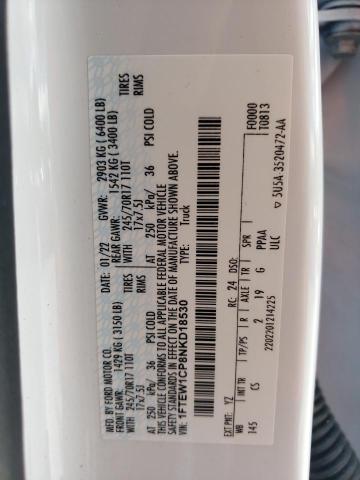 MFD. BY FORD MOTOR CO.
DATE: 01/22 GVWR: 2903 KG (6400 LB)
FRONT GAWR: 1429 KG (3150 LB) REAR GAWR: 1542 KG (3400 LB)
WITH 245/70R17 110T TIRES WITH 245/70R17 110T TIRES
17x7.5J RIMS 17x7.5J RIMS
AT 250 kPa/ 36 PSI COLD AT 250 kPa/ 36 PSI COLD
THIS VEHICLE CONFORMS TO ALL APPLICABLE FEDERAL MOTOR VEHICLE
SAFETY STANDARDS IN EFFECT ON THE DATE OF MANUFACTURE SHOWN ABOVE.
VIN: 1FTEW1CP8NKD18530
TYPE: Truck
F0000
T0813
EXT PNT: YZ RC: 24 DSO:
WB INT TR TP/PS R AXLE TR SPR
145 CS 2 19 G PPAA
ULC
2202201214225
▽ 5U5A 3520472-AA